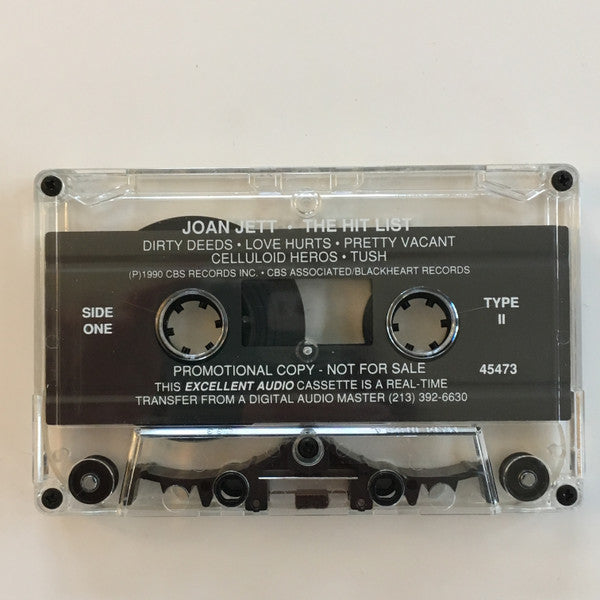 JOAN JETT • THE HIT LIST
DIRTY DEEDS • LOVE HURTS • PRETTY VACANT
CELLULOID HEROS • TUSH
(P)1990 CBS RECORDS INC. • CBS ASSOCIATED/BLACKHEART RECORDS
SIDE ONE
TYPE II
PROMOTIONAL COPY - NOT FOR SALE
45473
THIS EXCELLENT AUDIO CASSETTE IS A REAL-TIME
TRANSFER FROM A DIGITAL AUDIO MASTER (213) 392-6630